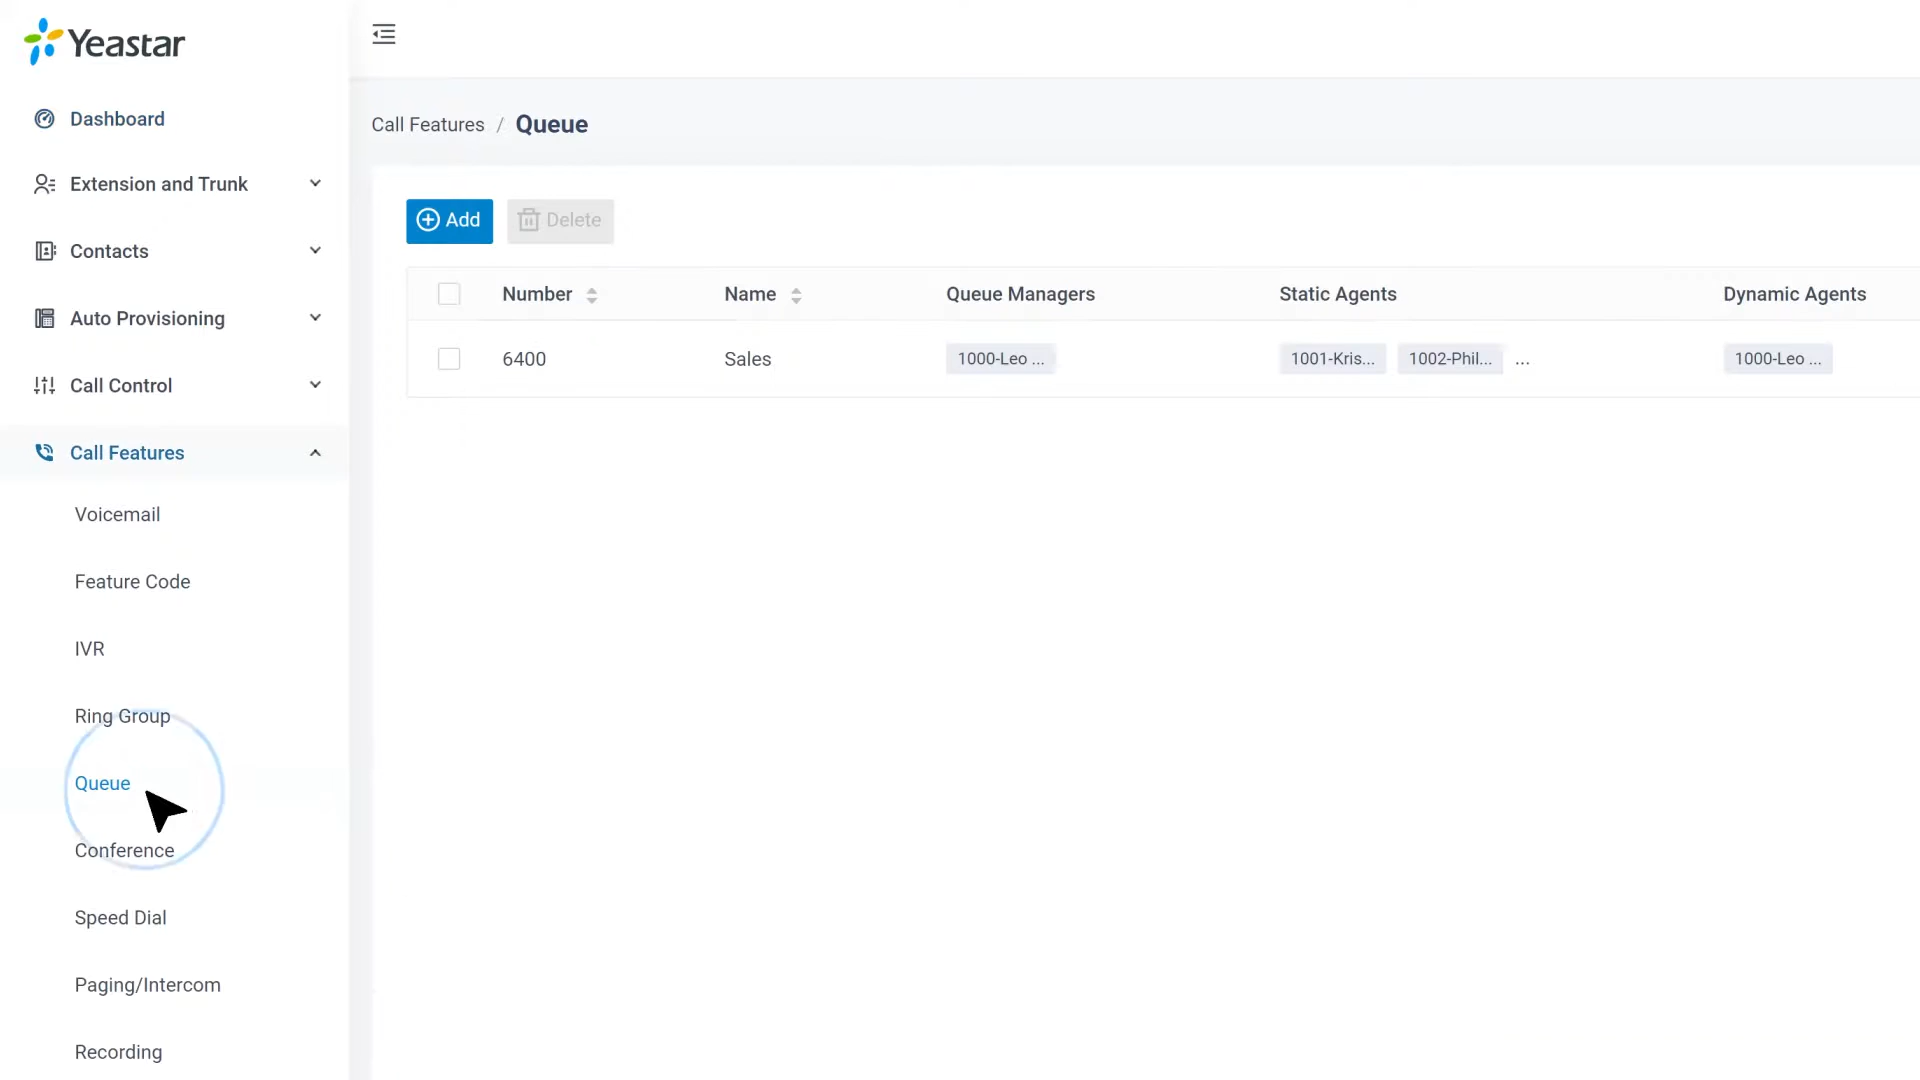 Yeastar
Dashboard
Extension and Trunk
Contacts
Auto Provisioning
Call Control
Call Features
Voicemail
Feature Code
IVR
Ring Group
Queue
Conference
Speed Dial
Paging/Intercom
Recording
Call Features / Queue
Add Delete
Number Name Queue Managers Static Agents Dynamic Agents
6400 Sales 1000-Leo ... 1001-Kris... 1002-Phil... ... 1000-Leo ...